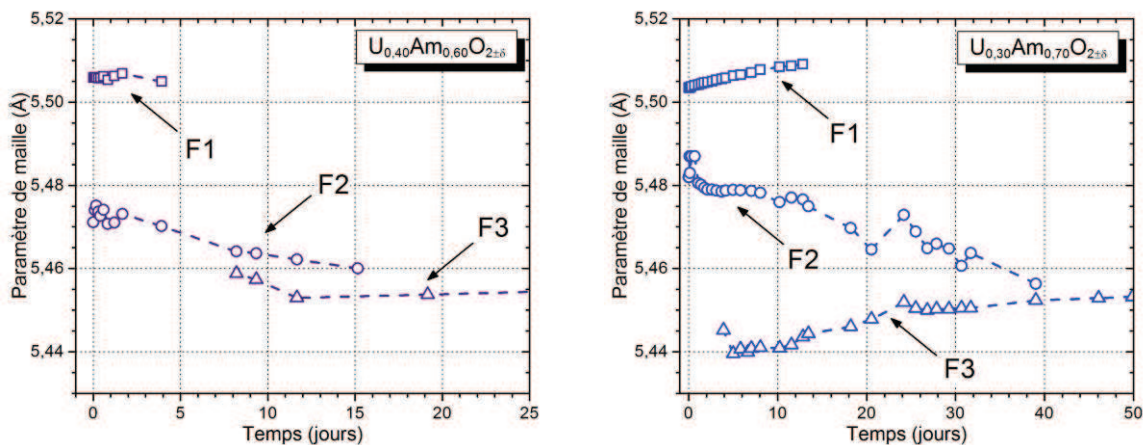 5,52
5,50
5,48
5,46
5,44
Paramètre de maille (Å)
U0,40Am0,60O2±δ
F1
F2
F3
0 5 10 15 20 25
Temps (jours)
5,52
5,50
5,48
5,46
5,44
Paramètre de maille (Å)
U0,30Am0,70O2±δ
F1
F2
F3
0 10 20 30 40 50
Temps (jours)